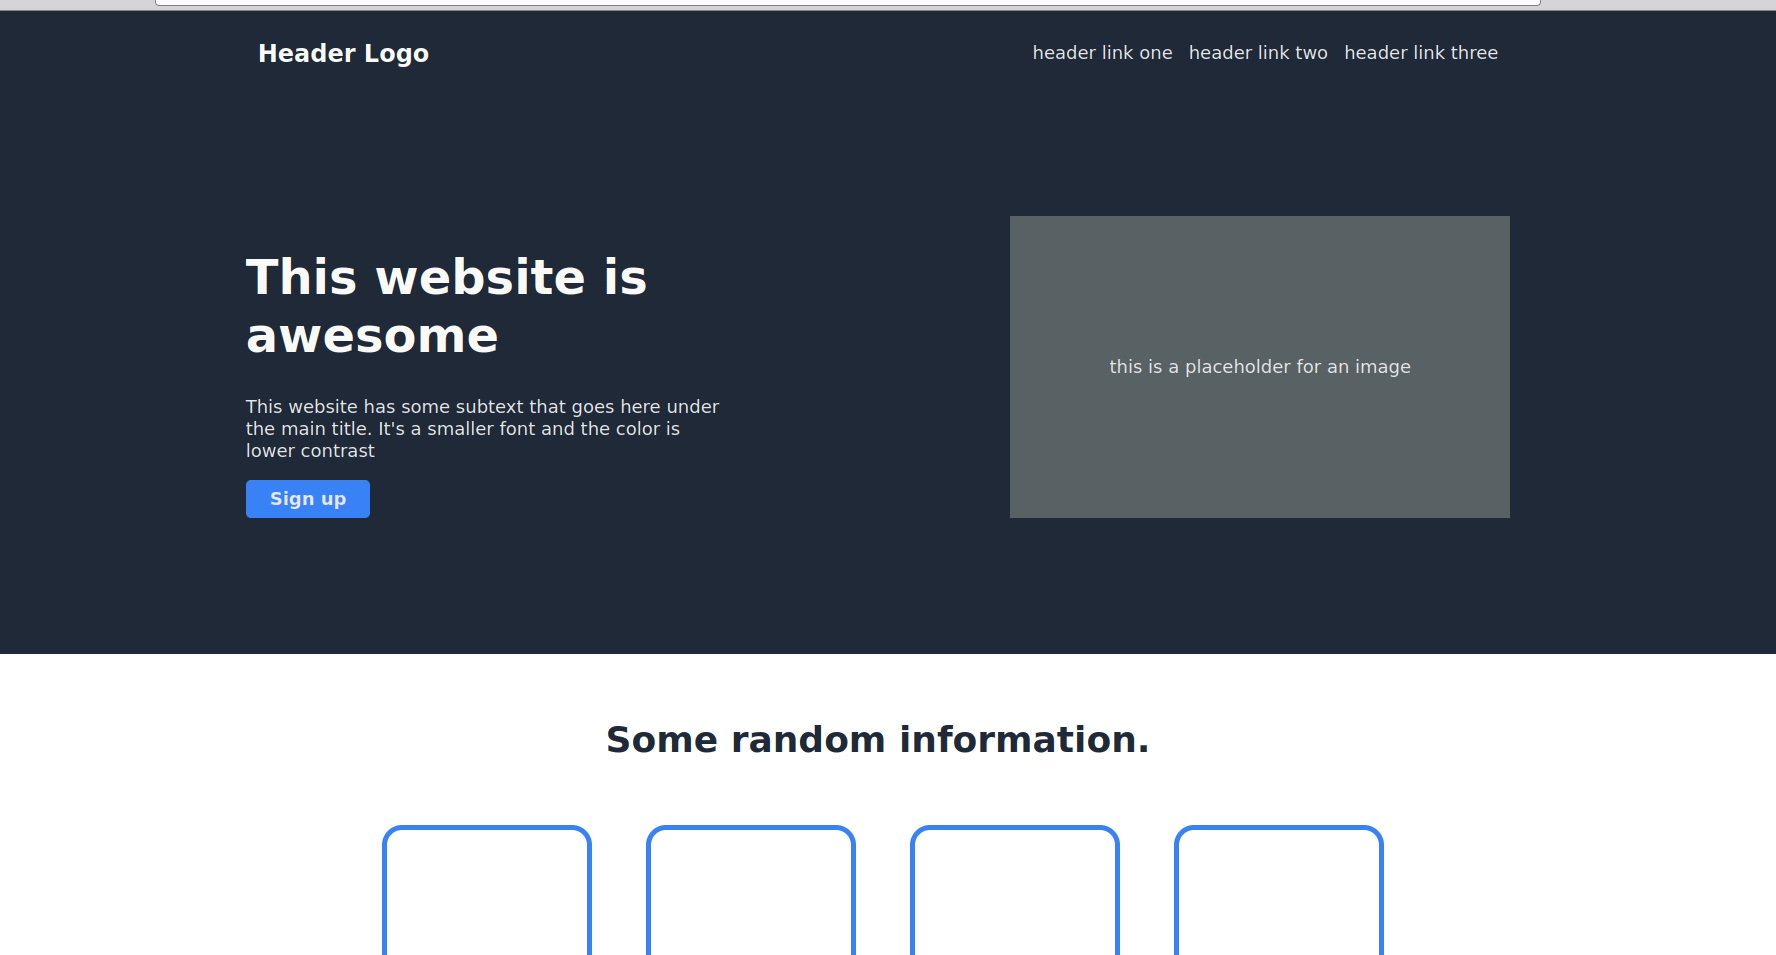 Header Logo
header link one header link two header link three
This website is
awesome
This website has some subtext that goes here under
the main title. It's a smaller font and the color is
lower contrast
Sign up
this is a placeholder for an image
Some random information.